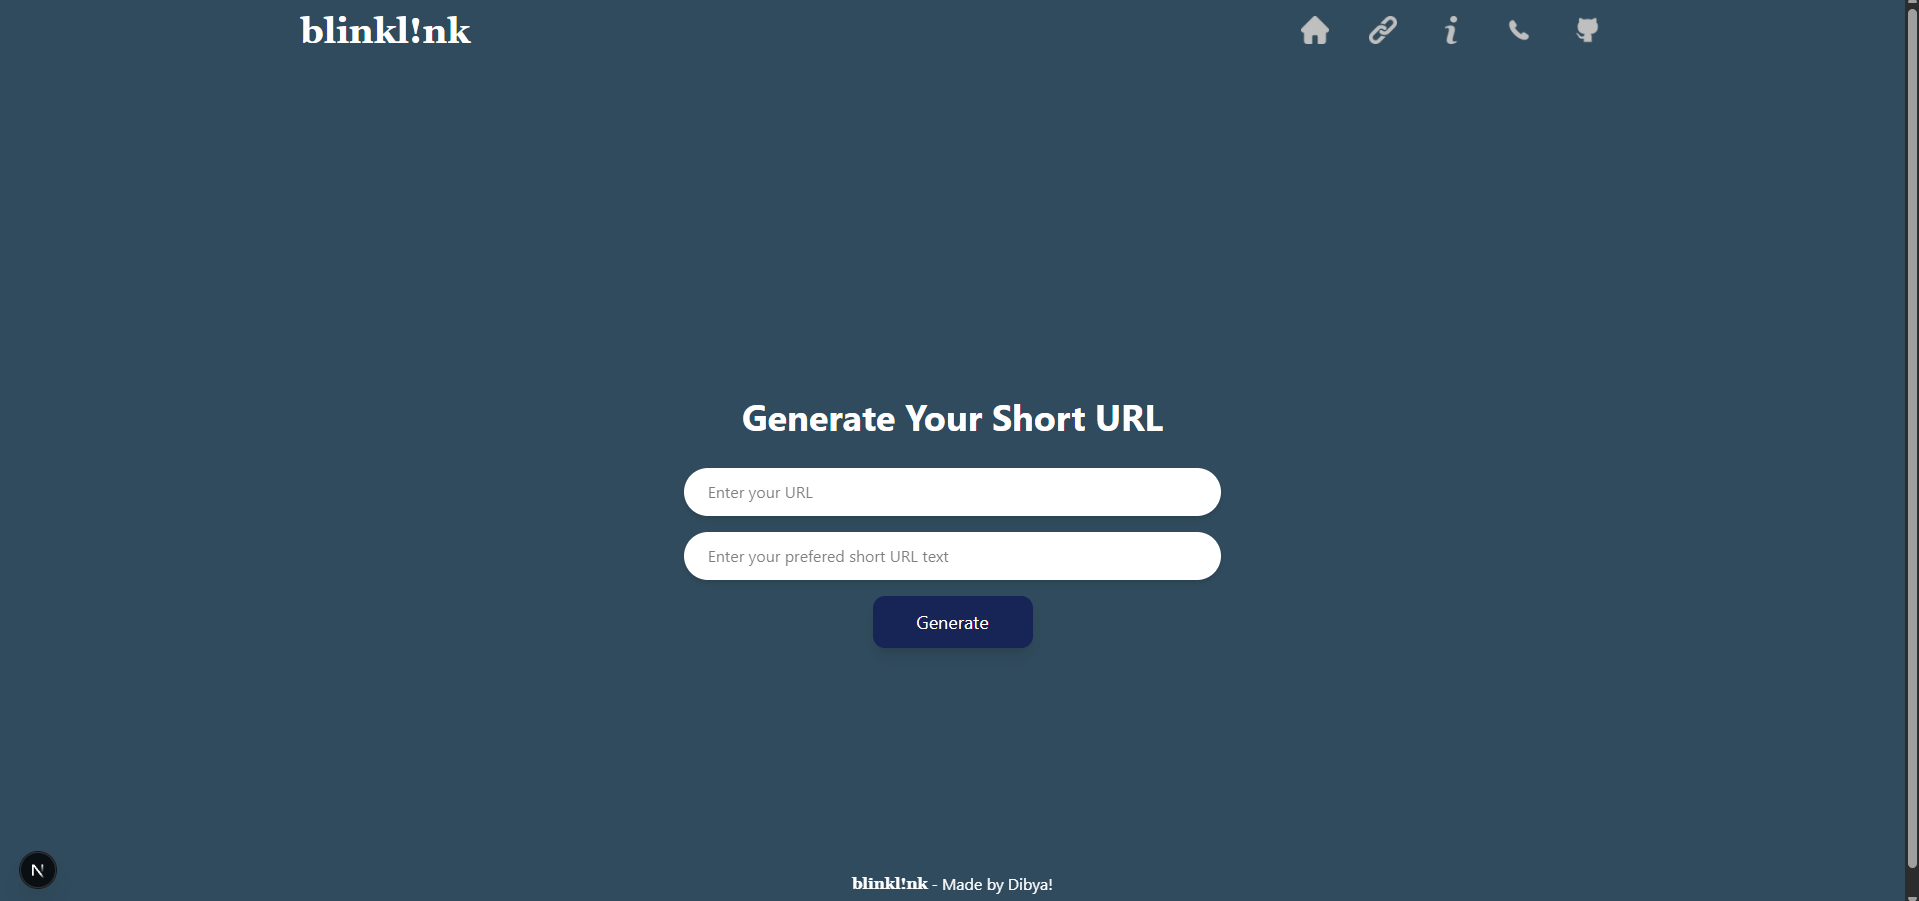 blinkl!nk
Generate Your Short URL
Enter your URL
Enter your prefered short URL text
Generate
N
blinkl!nk - Made by Dibya!